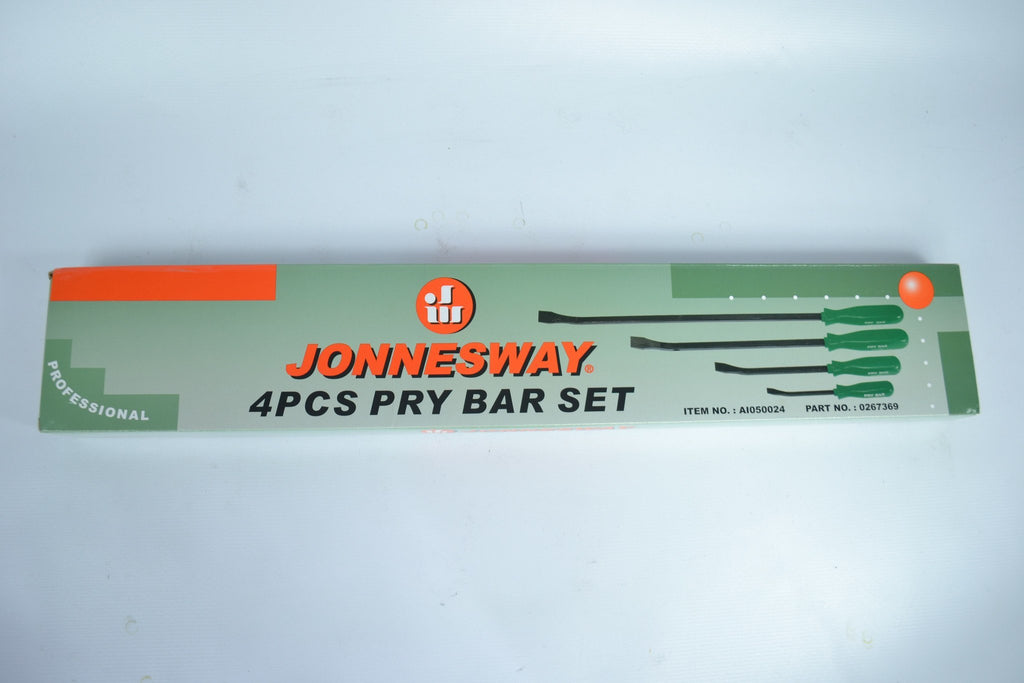 JONNESWAY®
4PCS PRY BAR SET
PROFESSIONAL
ITEM NO. : AI050024 PART NO. : 0267369